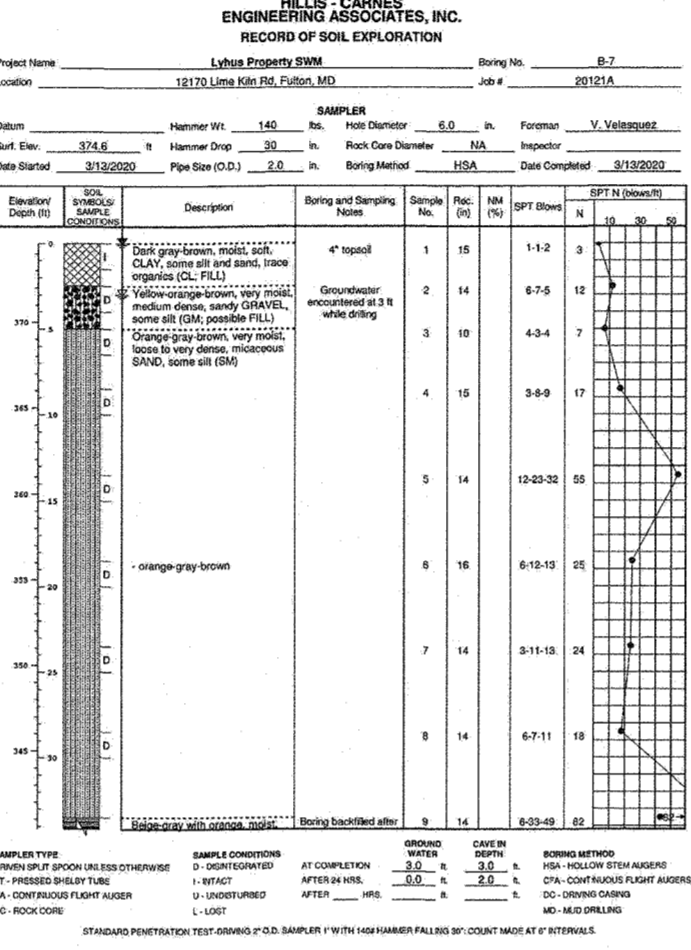 HILLIS - CARNES
ENGINEERING ASSOCIATES, INC.
RECORD OF SOIL EXPLORATION
Project Name Lyhus Property SWM Boring No. B-7
Location 12170 Lime Kiln Rd, Fulton, MD Job # 20121A
SAMPLER
Datum Hammer Wt. 140 lbs. Hole Diameter 6.0 in. Foreman V. Velasquez
Surf. Elev. 374.6 ft Hammer Drop 30 in. Rock Core Diameter NA Inspector
Date Started 3/13/2020 Pipe Size (O.D.) 2.0 in. Boring Method HSA Date Completed 3/13/2020
Elevation/ Depth (ft) SOIL SYMBOLS/ SAMPLE CONDITIONS Description Boring and Sampling Notes Sample No. Rec. (in) NM (%) SPT Blows N SPT N (blows/ft)
10 30 50
0 Dark gray-brown, moist, soft, 4" topsoil 1 15 1-1-2 3
I CLAY, some silt and sand, trace
organics (CL; FILL)
D Yellow-orange-brown, very moist, Groundwater 2 14 6-7-5 12
medium dense, sandy GRAVEL, encountered at 3 ft
some silt (GM; possible FILL) while drilling
370 5 D Orange-gray-brown, very moist, 3 10 4-3-4 7
loose to very dense, micaceous
SAND, some silt (SM)
D 4 15 3-8-9 17
365 10
D 5 14 12-23-32 55
360 15
D - orange-gray-brown 6 16 6-12-13 25
355 20
D 7 14 3-11-13 24
350 25
D 8 14 6-7-11 18
345 30
Beige-gray with orange, moist, Boring backfilled after 9 14 6-33-49 82 82
AMPLER TYPE SAMPLE CONDITIONS GROUND WATER CAVE IN DEPTH BORING METHOD
RIVEN SPLIT SPOON UNLESS OTHERWISE D - DISINTEGRATED AT COMPLETION 3.0 ft. 3.0 ft. HSA - HOLLOW STEM AUGERS
T - PRESSED SHELBY TUBE I - INTACT AFTER 24 HRS. 0.0 ft. 2.0 ft. CFA - CONTINUOUS FLIGHT AUGERS
A - CONTINUOUS FLIGHT AUGER U - UNDISTURBED AFTER HRS. ft. ft. DC - DRIVING CASING
C - ROCK CORE L - LOST MD - MUD DRILLING
STANDARD PENETRATION TEST-DRIVING 2" O.D. SAMPLER 1' WITH 140# HAMMER FALLING 30": COUNT MADE AT 6" INTERVALS.